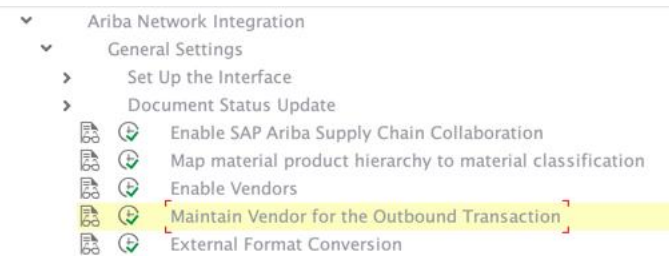 Ariba Network Integration
General Settings
Set Up the Interface
Document Status Update
Enable SAP Ariba Supply Chain Collaboration
Map material product hierarchy to material classification
Enable Vendors
Maintain Vendor for the Outbound Transaction
External Format Conversion